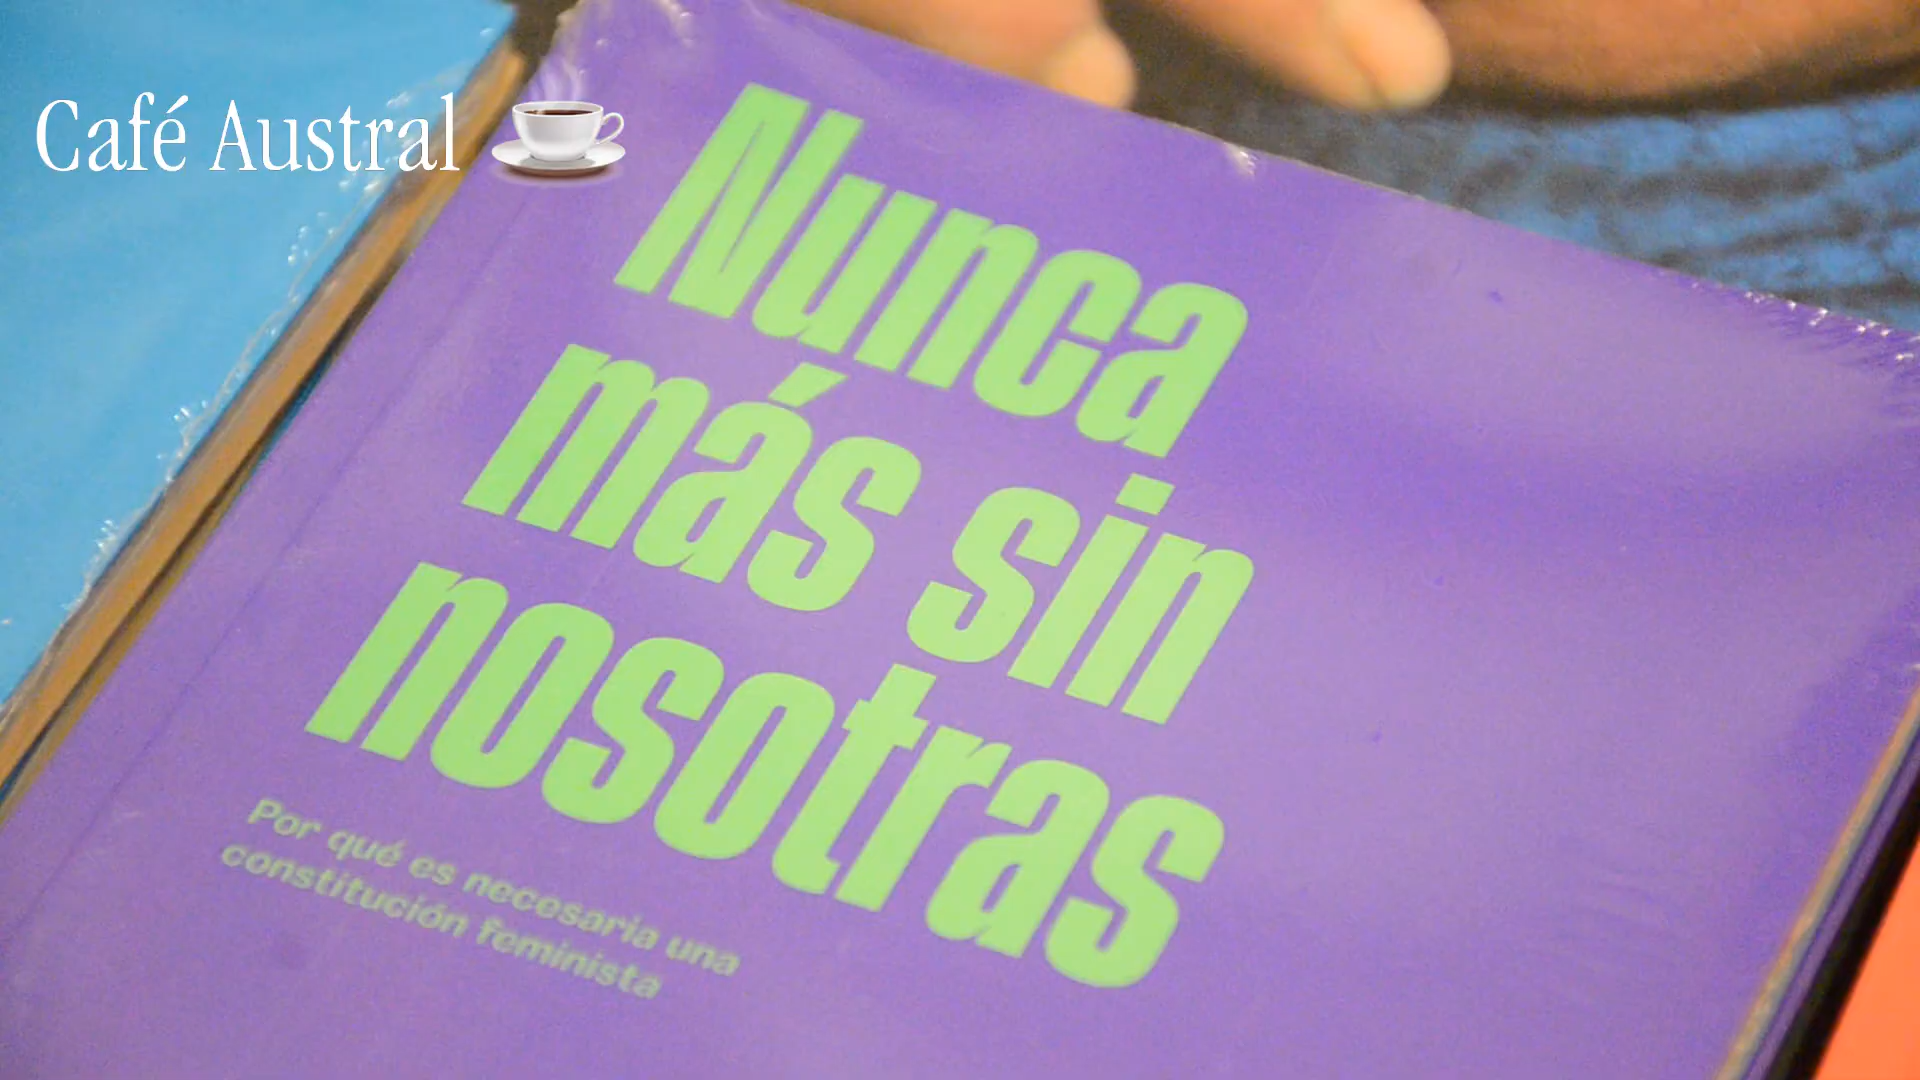 Café Austral
Nunca
más sin
nosotras
Por qué es necesaria una
constitución feminista